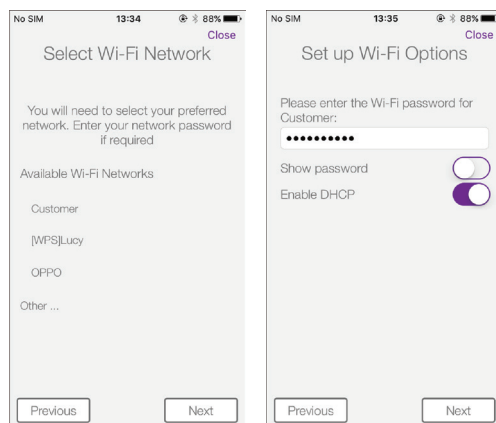 No SIM 13:34 88%
Close
Select Wi-Fi Network
You will need to select your preferred
network. Enter your network password
if required
Available Wi-Fi Networks
Customer
[WPS]Lucy
OPPO
Other ...
Previous Next
No SIM 13:35 88%
Close
Set up Wi-Fi Options
Please enter the Wi-Fi password for
Customer:
●●●●●●●●●●
Show password
Enable DHCP
Previous Next